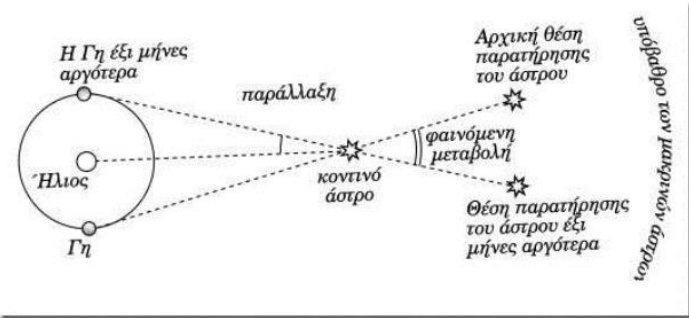 Η Γη έξι μήνες
αργότερα
παράλλαξη
Αρχική θέση
παρατήρησης
του άστρου
Ήλιος
κοντινό
άστρο
φαινόμενη
μεταβολή
Γη
Θέση παρατήρησης
του άστρου έξι
μήνες αργότερα
υπόβαθρο των μακρινών άστρων